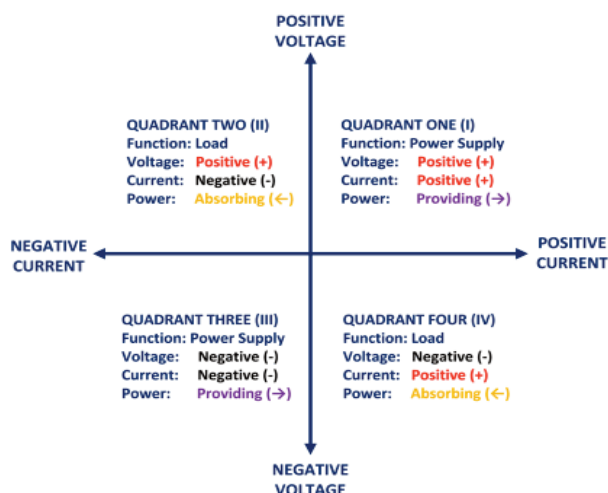 POSITIVE
VOLTAGE
QUADRANT TWO (II)
Function: Load
Voltage: Positive (+)
Current: Negative (-)
Power: Absorbing (←)
QUADRANT ONE (I)
Function: Power Supply
Voltage: Positive (+)
Current: Positive (+)
Power: Providing (→)
NEGATIVE
CURRENT
POSITIVE
CURRENT
QUADRANT THREE (III)
Function: Power Supply
Voltage: Negative (-)
Current: Negative (-)
Power: Providing (→)
QUADRANT FOUR (IV)
Function: Load
Voltage: Negative (-)
Current: Positive (+)
Power: Absorbing (←)
NEGATIVE
VOLTAGE